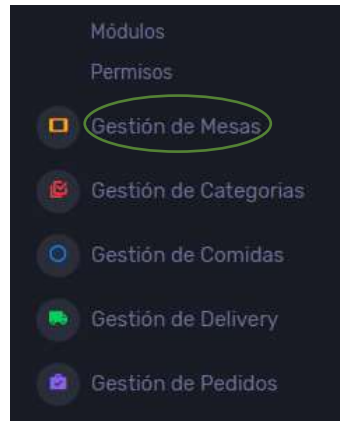 Módulos
Permisos
Gestión de Mesas
Gestión de Categorias
Gestión de Comidas
Gestión de Delivery
Gestión de Pedidos